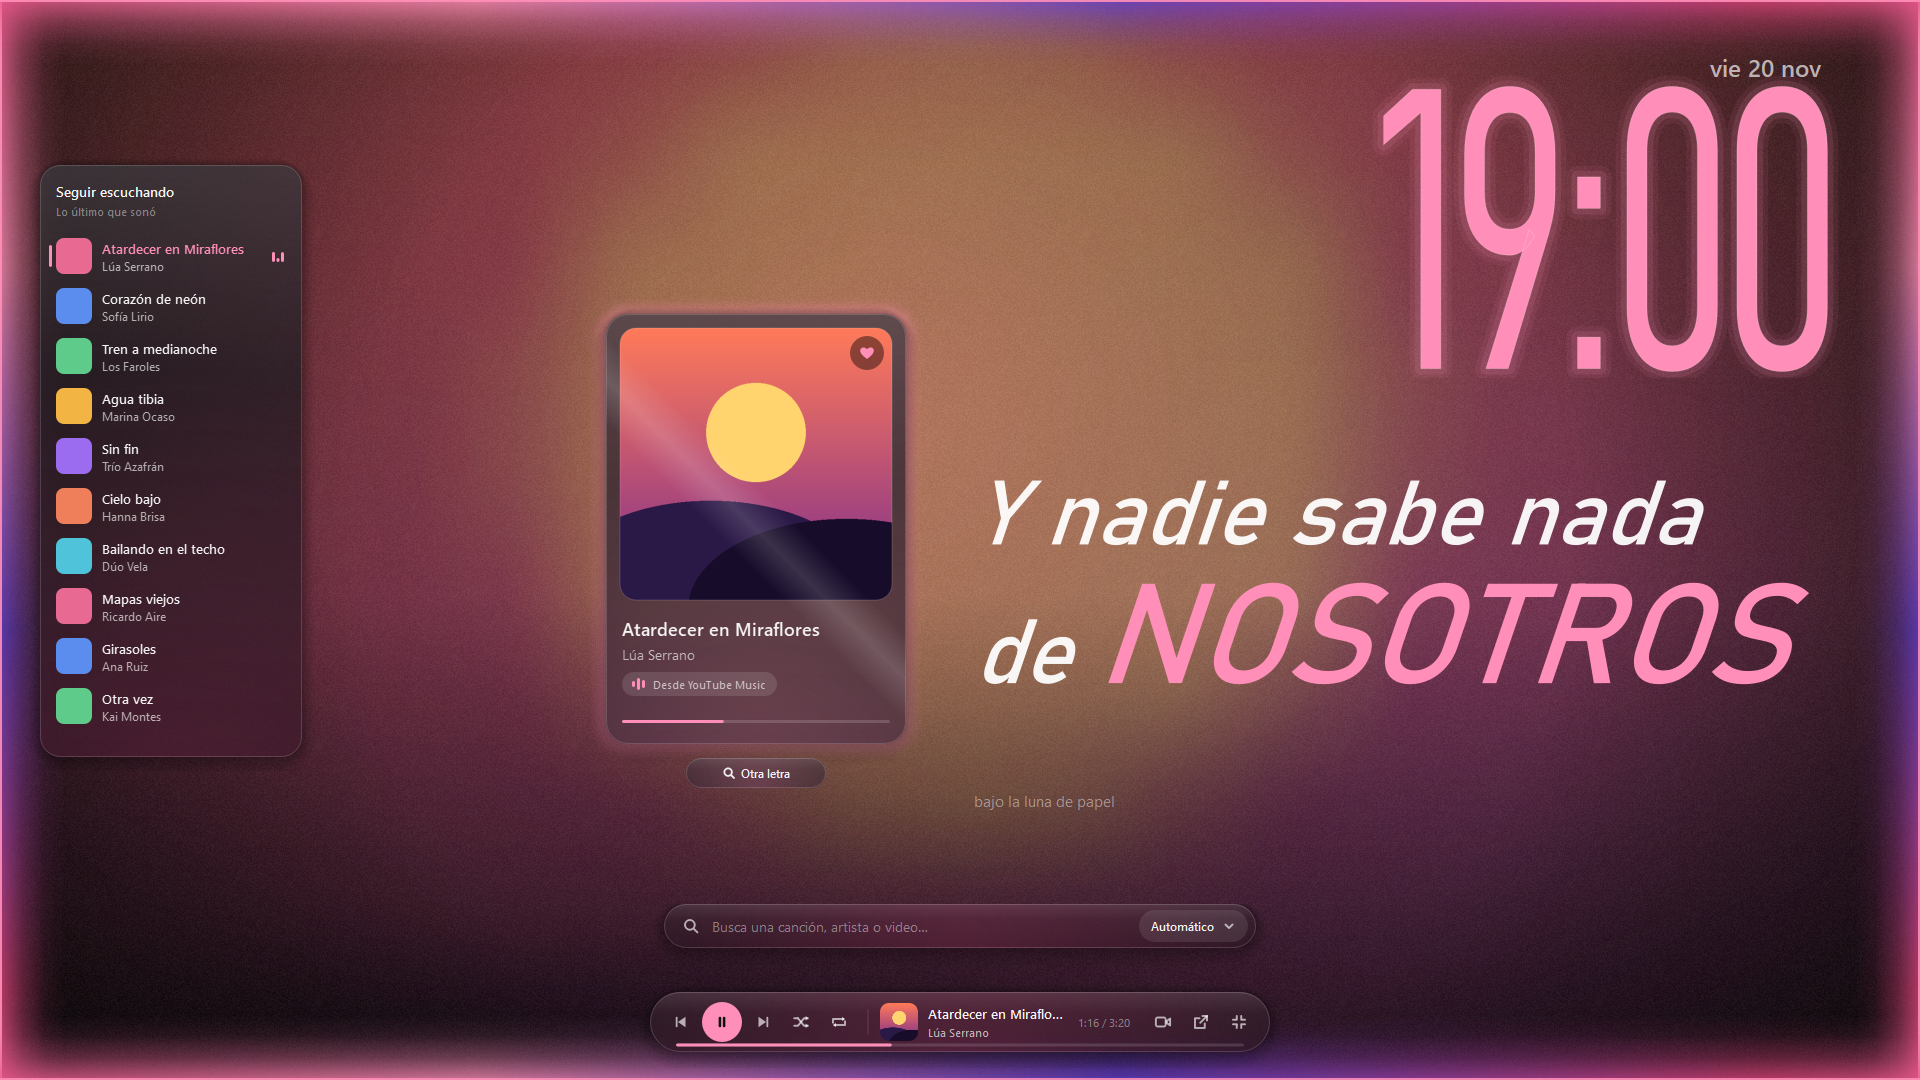 vie 20 nov
19:00
Seguir escuchando
Lo último que sonó
Atardecer en Miraflores
Lúa Serrano
Corazón de neón
Sofía Lirio
Tren a medianoche
Los Faroles
Agua tibia
Marina Ocaso
Sin fin
Trío Azafrán
Cielo bajo
Hanna Brisa
Bailando en el techo
Dúo Vela
Mapas viejos
Ricardo Aire
Girasoles
Ana Ruiz
Otra vez
Kai Montes
Atardecer en Miraflores
Lúa Serrano
Desde YouTube Music
Otra letra
Y nadie sabe nada
de NOSOTROS
bajo la luna de papel
Busca una canción, artista o video...
Automático
Atardecer en Miraflo...
Lúa Serrano
1:16 / 3:20